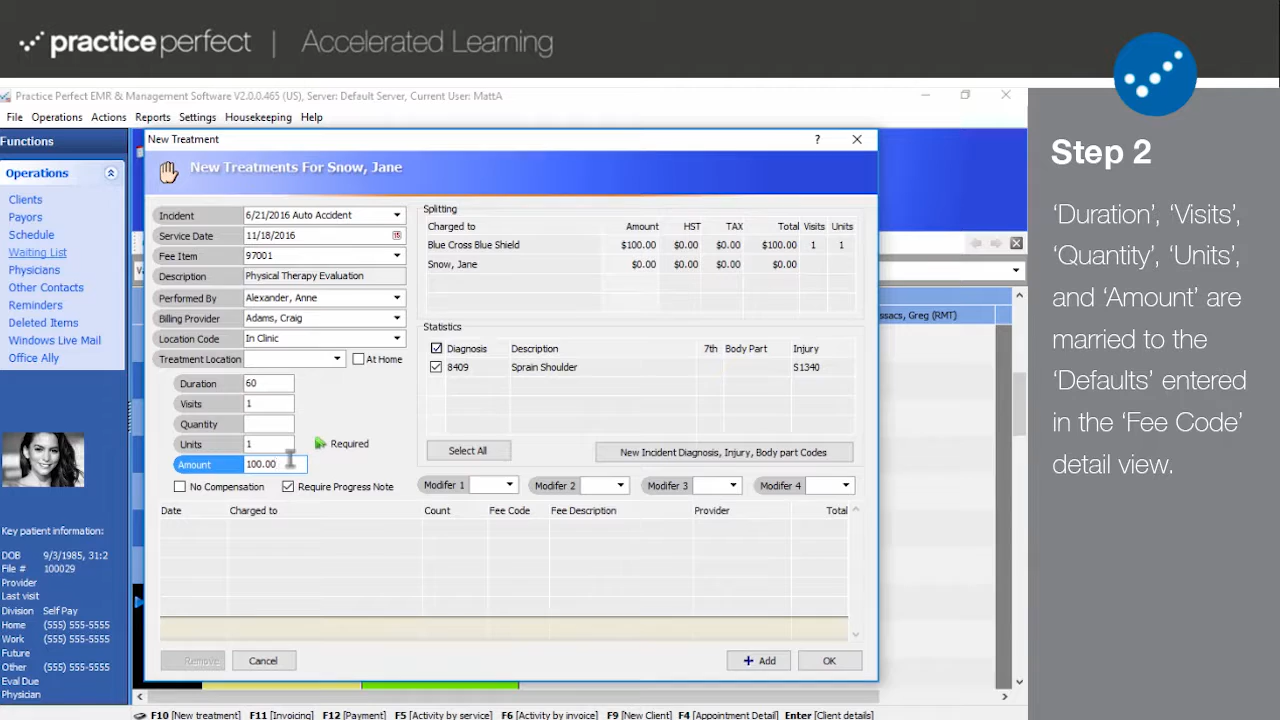 practice perfect | Accelerated Learning
Practice Perfect EMR & Management Software V2.0.0.465 (US), Server: Default Server, Current User: MattA
File Operations Actions Reports Settings Housekeeping Help
Functions
Operations
Clients
Payors
Schedule
Waiting List
Physicians
Other Contacts
Reminders
Deleted Items
Windows Live Mail
Office Ally
Key patient information:
DOB 9/3/1985, 31:2
File # 100029
Provider
Last visit
Division Self Pay
Home (555) 555-5555
Work (555) 555-5555
Future
Other (555) 555-5555
Eval Due
Physician
New Treatment
New Treatments For Snow, Jane
Incident 6/21/2016 Auto Accident
Service Date 11/18/2016
Fee Item 97001
Description Physical Therapy Evaluation
Performed By Alexander, Anne
Billing Provider Adams, Craig
Location Code In Clinic
Treatment Location At Home
Duration 60
Visits 1
Quantity
Units 1 Required
Amount 100.00
No Compensation Require Progress Note
Splitting
Charged to Amount HST TAX Total Visits Units
Blue Cross Blue Shield $100.00 $0.00 $0.00 $100.00 1 1
Snow, Jane $0.00 $0.00 $0.00 $0.00
Statistics
Diagnosis Description 7th Body Part Injury
8409 Sprain Shoulder S1340
Select All New Incident Diagnosis, Injury, Body part Codes
Modifer 1 Modifer 2 Modifer 3 Modifer 4
Date Charged to Count Fee Code Fee Description Provider Total
Remove Cancel Add OK
ssacs, Greg (RMT)
F10 [New treatment] F11 [Invoicing] F12 [Payment] F5 [Activity by service] F6 [Activity by invoice] F9 [New Client] F4 [Appointment Detail] Enter [Client details]
Step 2
‘Duration’, ‘Visits’,
‘Quantity’, ‘Units’,
and ‘Amount’ are
married to the
‘Defaults’ entered
in the ‘Fee Code’
detail view.